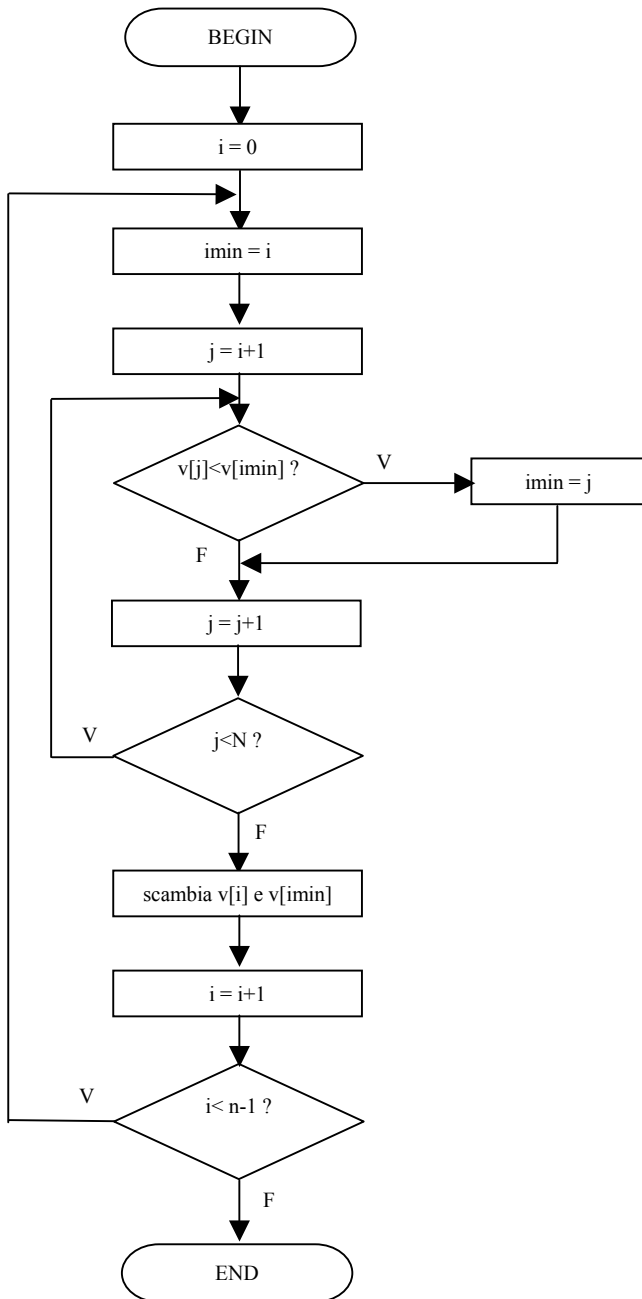 BEGIN
i = 0
imin = i
j = i+1
v[j]<v[imin] ?
V
imin = j
F
j = j+1
j<N ?
V
F
scambia v[i] e v[imin]
i = i+1
i< n-1 ?
V
F
END